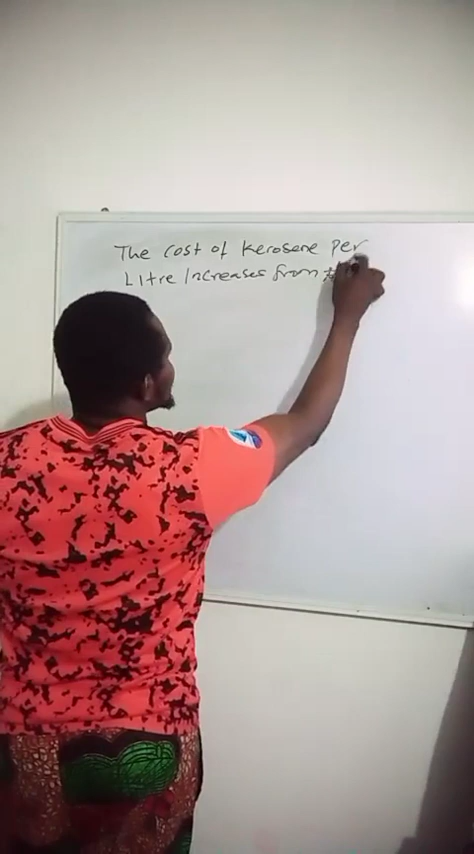 The cost of Kerosene Per
Litre Increases from